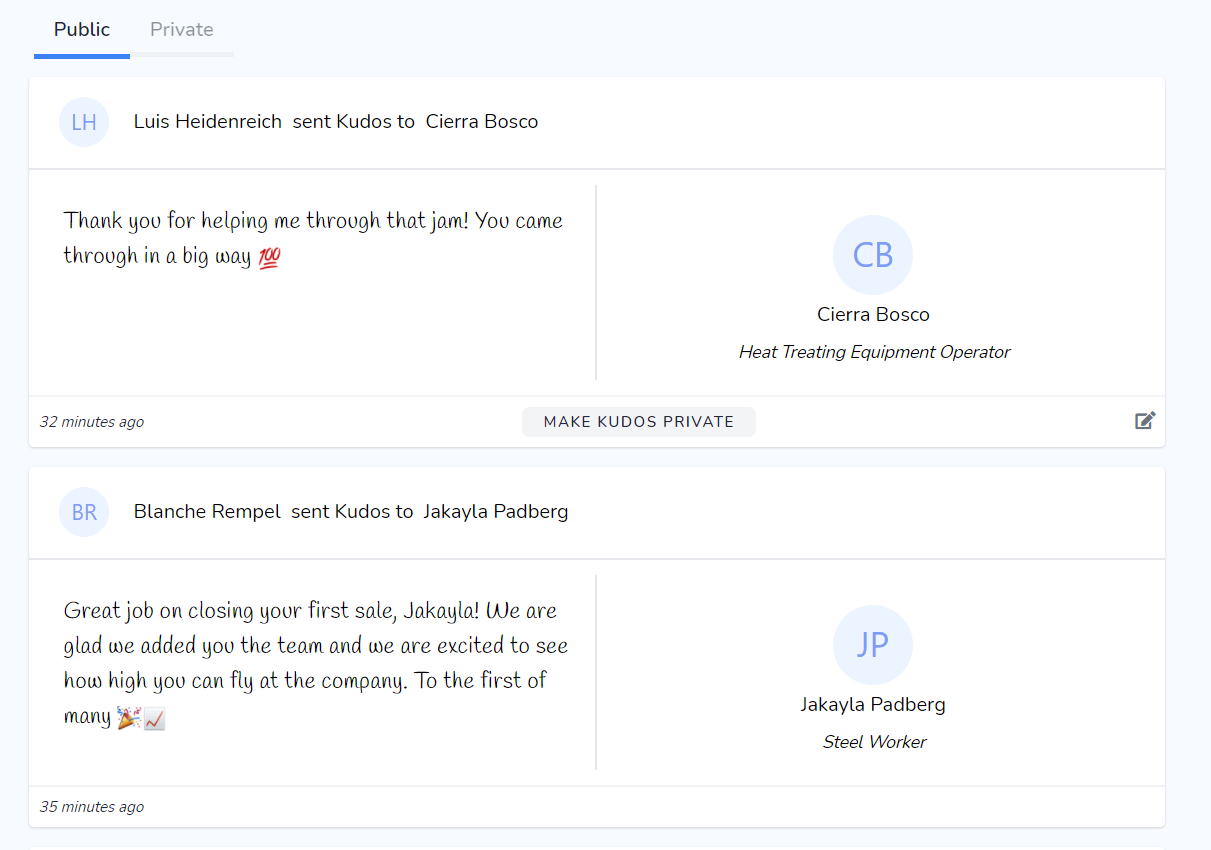 Public Private
LH Luis Heidenreich sent Kudos to Cierra Bosco
Thank you for helping me through that jam! You came
through in a big way 💯
CB
Cierra Bosco
Heat Treating Equipment Operator
32 minutes ago MAKE KUDOS PRIVATE
BR Blanche Rempel sent Kudos to Jakayla Padberg
Great job on closing your first sale, Jakayla! We are
glad we added you the team and we are excited to see
how high you can fly at the company. To the first of
many 🎉📈
JP
Jakayla Padberg
Steel Worker
35 minutes ago